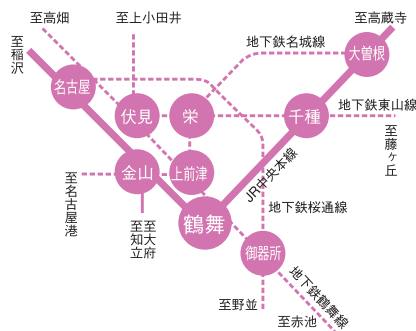 至高畑
至上小田井
至高蔵寺
至稲沢
地下鉄名城線
大曽根
名古屋
伏見
栄
千種
地下鉄東山線
至藤ヶ丘
JR中央本線
金山
上前津
至名古屋港
鶴舞
地下鉄桜通線
至大府
至知立
御器所
地下鉄鶴舞線
至野並
至赤池